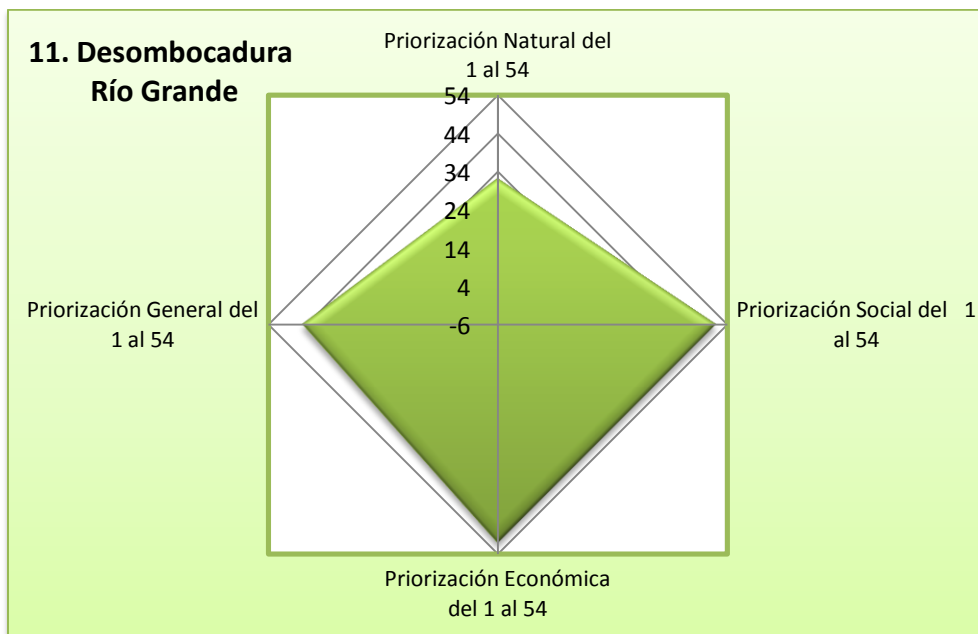 11. Desombocadura
Río Grande
Priorización Natural del
1 al 54
54
44
34
24
14
4
-6
Priorización General del
1 al 54
Priorización Social del 1
al 54
Priorización Económica
del 1 al 54